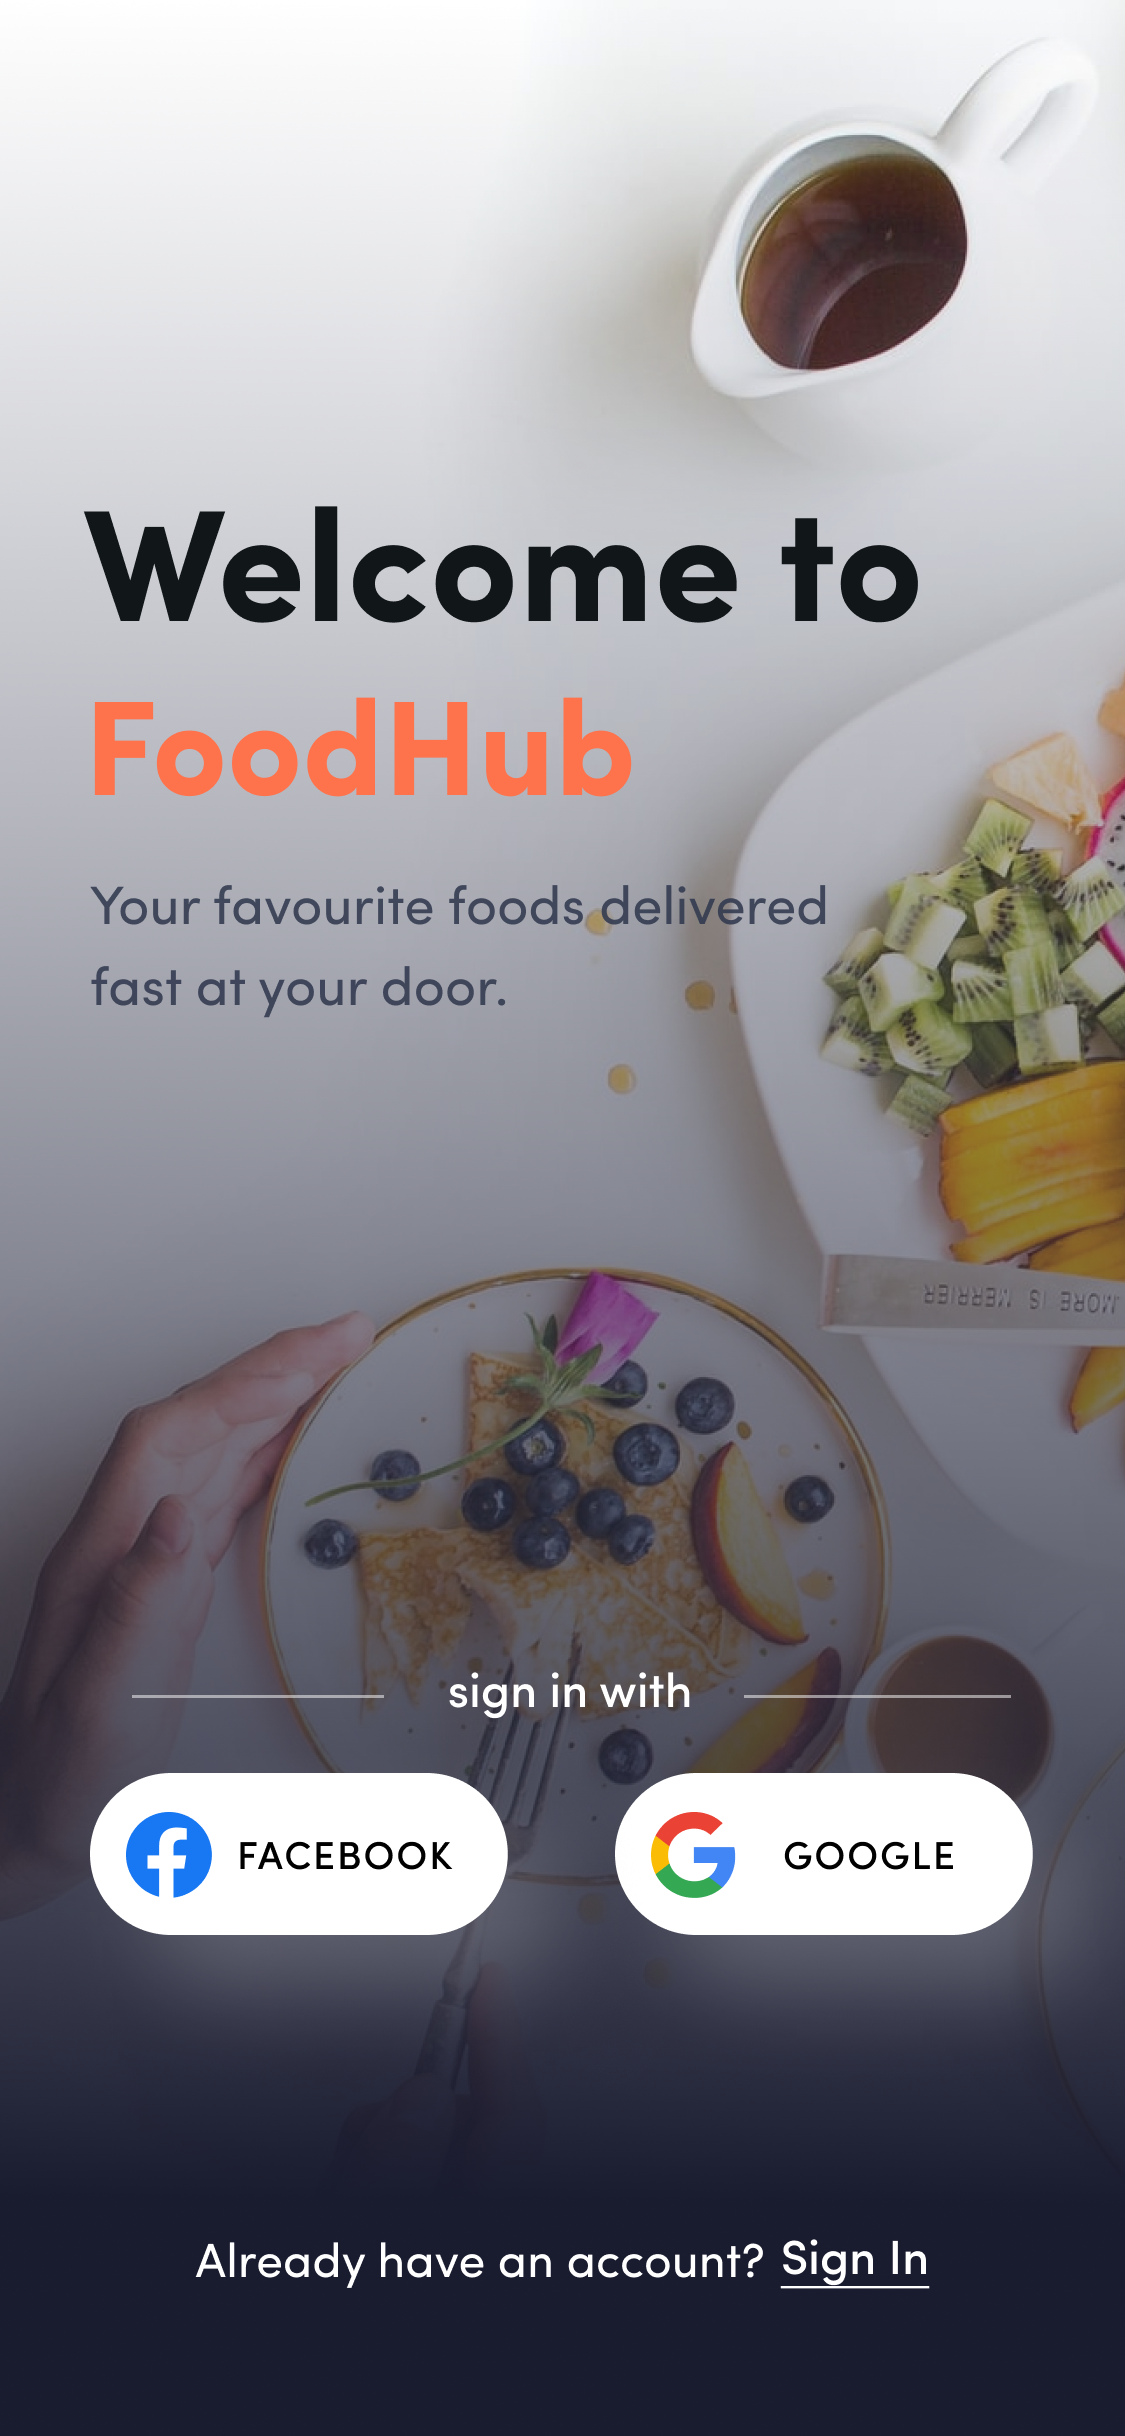 Welcome to
FoodHub
Your favourite foods delivered
fast at your door.
MORE IS MERRIER
sign in with
FACEBOOK
GOOGLE
Already have an account? Sign In